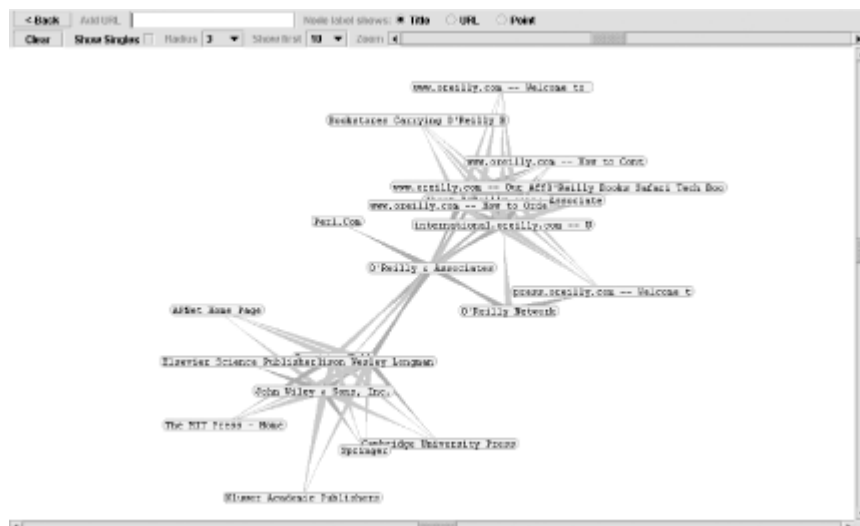 < Back Add URL Node label shows: Title URL Point
Clear Show Singles Radius 3 Show first 10 Zoom
www.oreilly.com -- Welcome to
Bookstores Carrying O'Reilly B
www.oreilly.com -- How to Cont
www.oreilly.com -- Our Aff O'Reilly Books Safari Tech Boo
Associate
www.oreilly.com -- How to Orde
Perl.Com
international.oreilly.com -- W
O'Reilly & Associates
press.oreilly.com -- Welcome t
APNet Home Page
O'Reilly Network
Elsevier Science Publisher lison Wesley Longman
John Wiley & Sons, Inc.
The MIT Press - Home
Cambridge University Press
Springer
Kluwer Academic Publishers